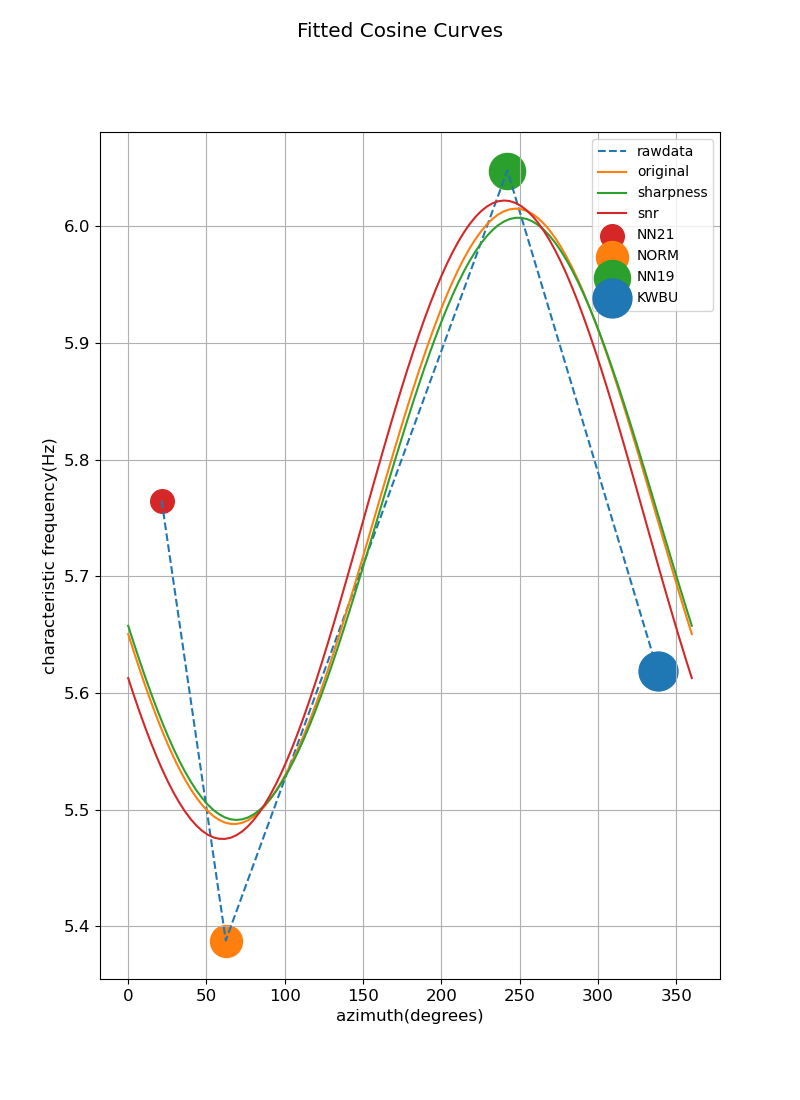 Fitted Cosine Curves
rawdata
original
sharpness
snr
NN21
NORM
NN19
KWBU
6.0
5.9
5.8
5.7
5.6
5.5
5.4
characteristic frequency(Hz)
0 50 100 150 200 250 300 350
azimuth(degrees)